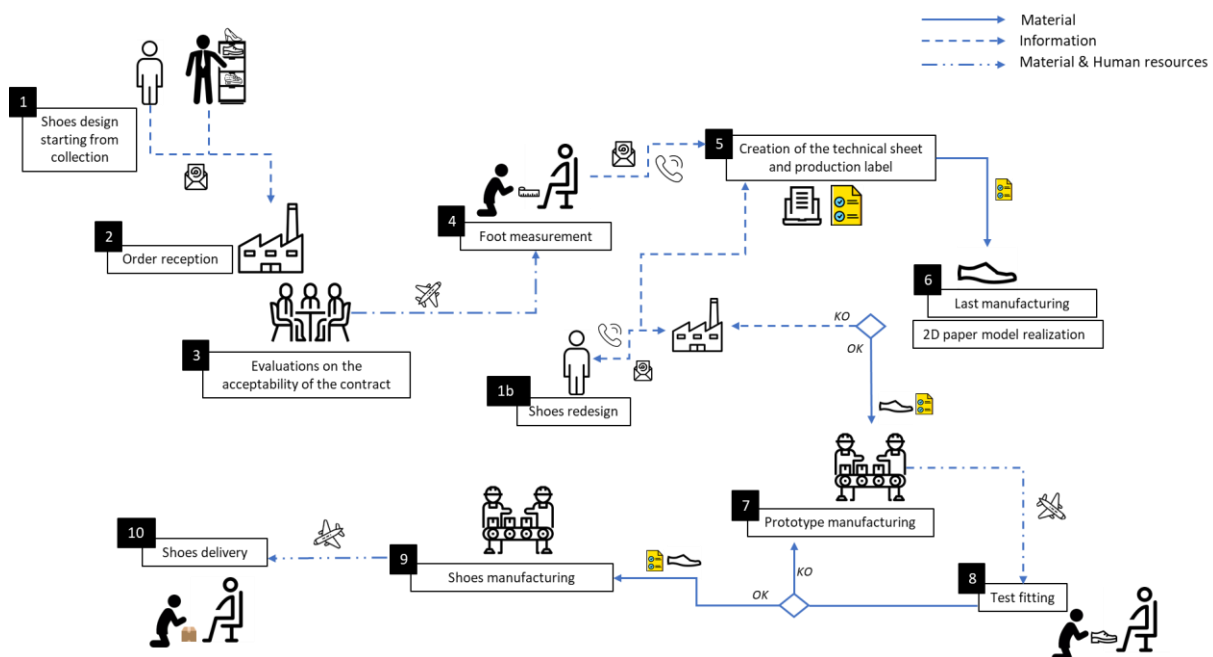 Material
Information
Material & Human resources
1
Shoes design
starting from
collection
2
Order reception
3
Evaluations on the
acceptability of the contract
4
Foot measurement
5
Creation of the technical sheet
and production label
6
Last manufacturing
2D paper model realization
KO
OK
1b
Shoes redesign
7
Prototype manufacturing
8
Test fitting
KO
OK
9
Shoes manufacturing
10
Shoes delivery